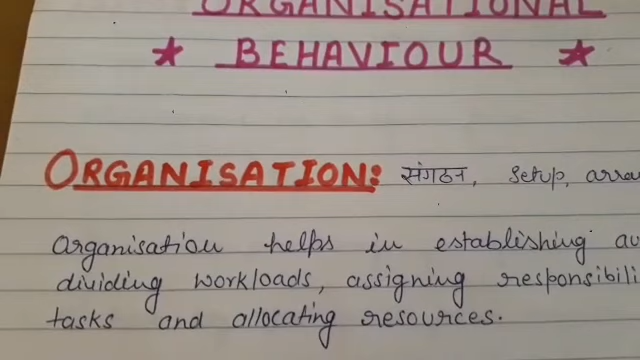 ORGANISATIONAL
★ BEHAVIOUR ★
ORGANISATION: संगठन, setup,
Organisation helps in establishing
dividing workloads, assigning
tasks and allocating resources.